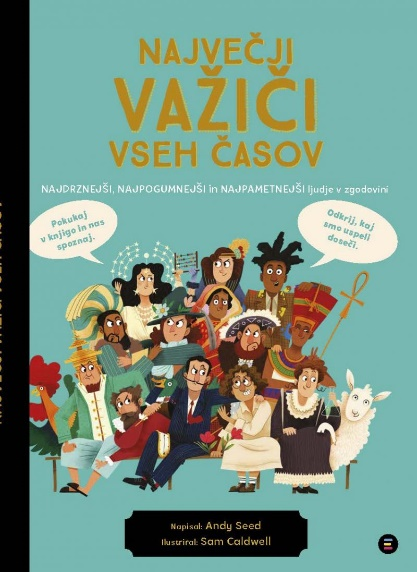 NAJVEČJI
VAŽIČI
VSEH ČASOV
NAJDRZNEJŠI, NAJPOGUMNEJŠI in NAJPAMETNEJŠI ljudje v zgodovini
Pokukaj
v knjigo in nas
spoznaj.
Odkrij, kaj
smo uspeli
doseči.
Napisal: Andy Seed
Ilustriral: Sam Caldwell